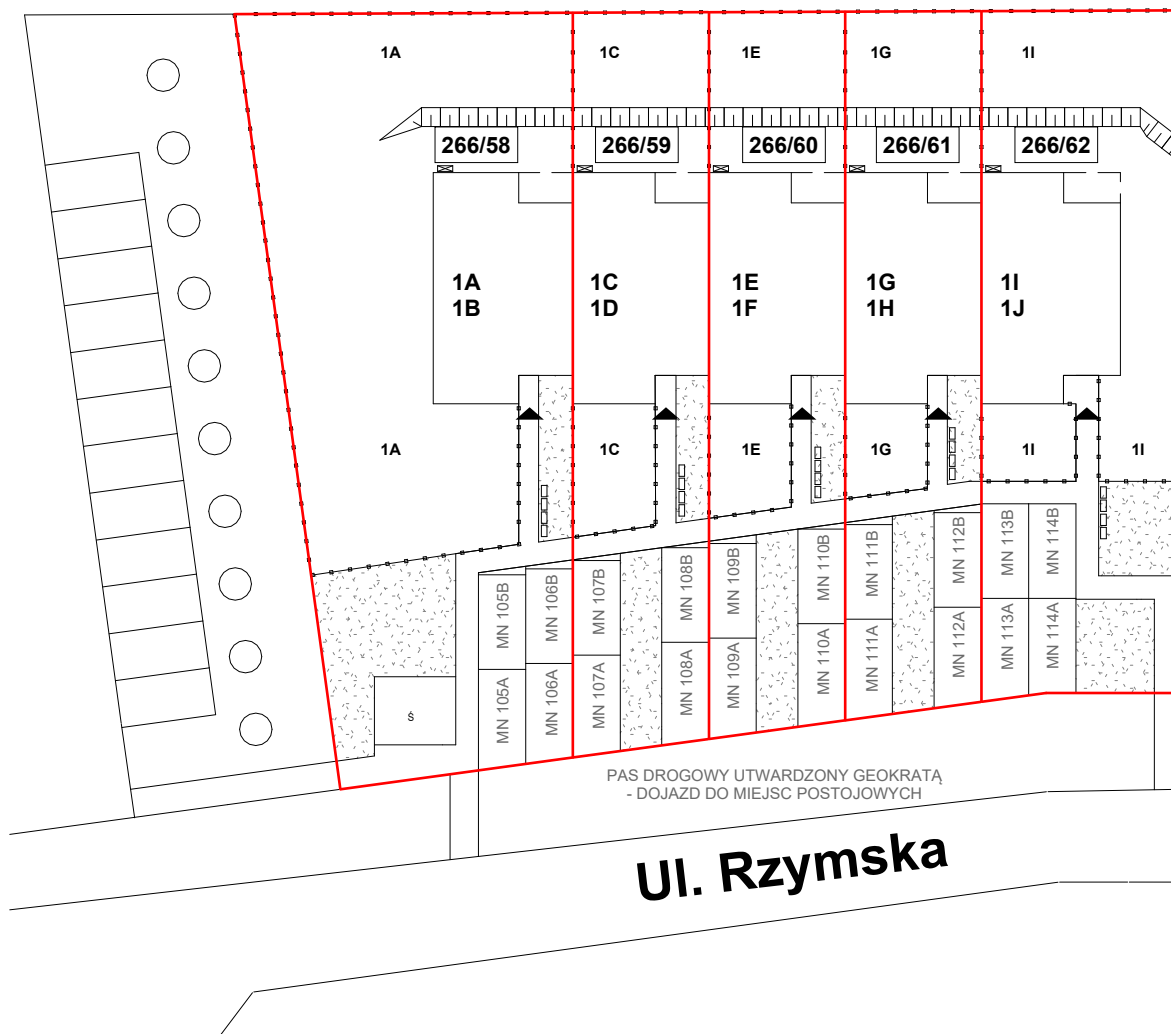 1A
1C
1E
1G
1I
266/58
266/59
266/60
266/61
266/62
1A
1B
1C
1D
1E
1F
1G
1H
1I
1J
1A
1C
1E
1G
1I
1I
MN 105B
MN 106B
MN 107B
MN 108B
MN 109B
MN 110B
MN 111B
MN 112B
MN 113B
MN 114B
MN 105A
MN 106A
MN 107A
MN 108A
MN 109A
MN 110A
MN 111A
MN 112A
MN 113A
MN 114A
Ś
PAS DROGOWY UTWARDZONY GEOKRATĄ
- DOJAZD DO MIEJSC POSTOJOWYCH
Ul. Rzymska